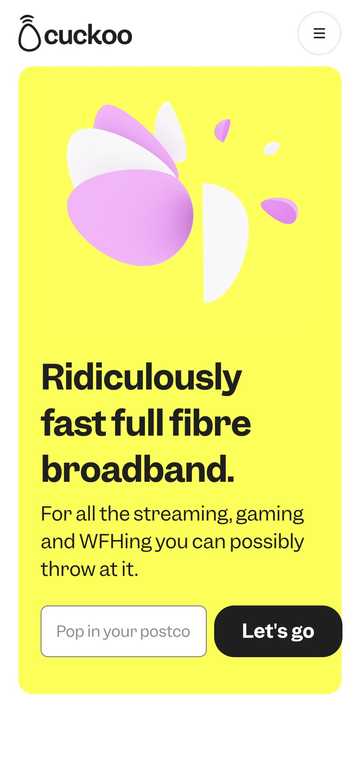 cuckoo
Ridiculously
fast full fibre
broadband.
For all the streaming, gaming
and WFHing you can possibly
throw at it.
Pop in your postco
Let's go